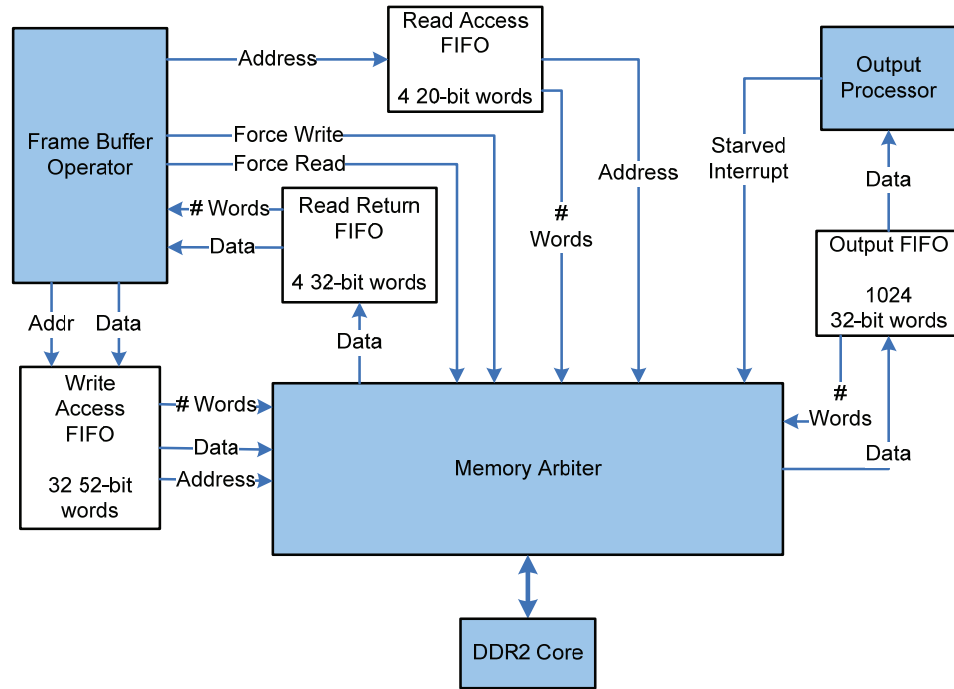 Read Access
FIFO
4 20-bit words
Address
Output
Processor
Frame Buffer
Operator
Force Write
Force Read
Address
Starved
Interrupt
Data
# Words
Data
Read Return
FIFO
4 32-bit words
#
Words
Output FIFO
1024
32-bit words
Addr
Data
Data
Write
Access
FIFO
32 52-bit
words
# Words
Data
Address
Memory Arbiter
#
Words
Data
DDR2 Core